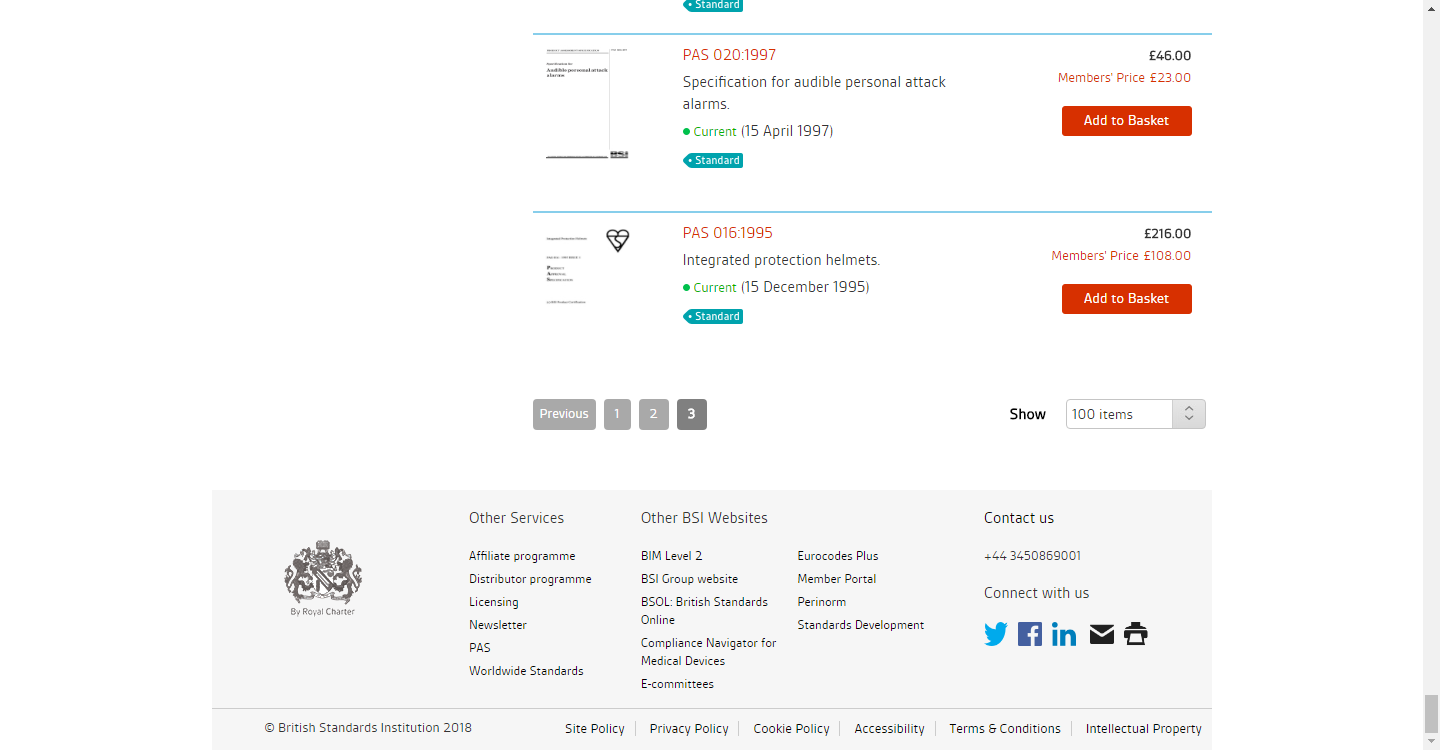 Standard
Audible personal attack
alarms
BSI
PAS 020:1997
Specification for audible personal attack
alarms.
Current (15 April 1997)
Standard
£46.00
Members' Price £23.00
Add to Basket
PAS 016:1995
Integrated protection helmets.
Current (15 December 1995)
Standard
£216.00
Members' Price £108.00
Add to Basket
Previous 1 2 3
Show 100 items
By Royal Charter
Other Services
Affiliate programme
Distributor programme
Licensing
Newsletter
PAS
Worldwide Standards
Other BSI Websites
BIM Level 2
BSI Group website
BSOL: British Standards
Online
Compliance Navigator for
Medical Devices
E-committees
Eurocodes Plus
Member Portal
Perinorm
Standards Development
Contact us
+44 3450869001
Connect with us
© British Standards Institution 2018
Site Policy Privacy Policy Cookie Policy Accessibility Terms & Conditions Intellectual Property